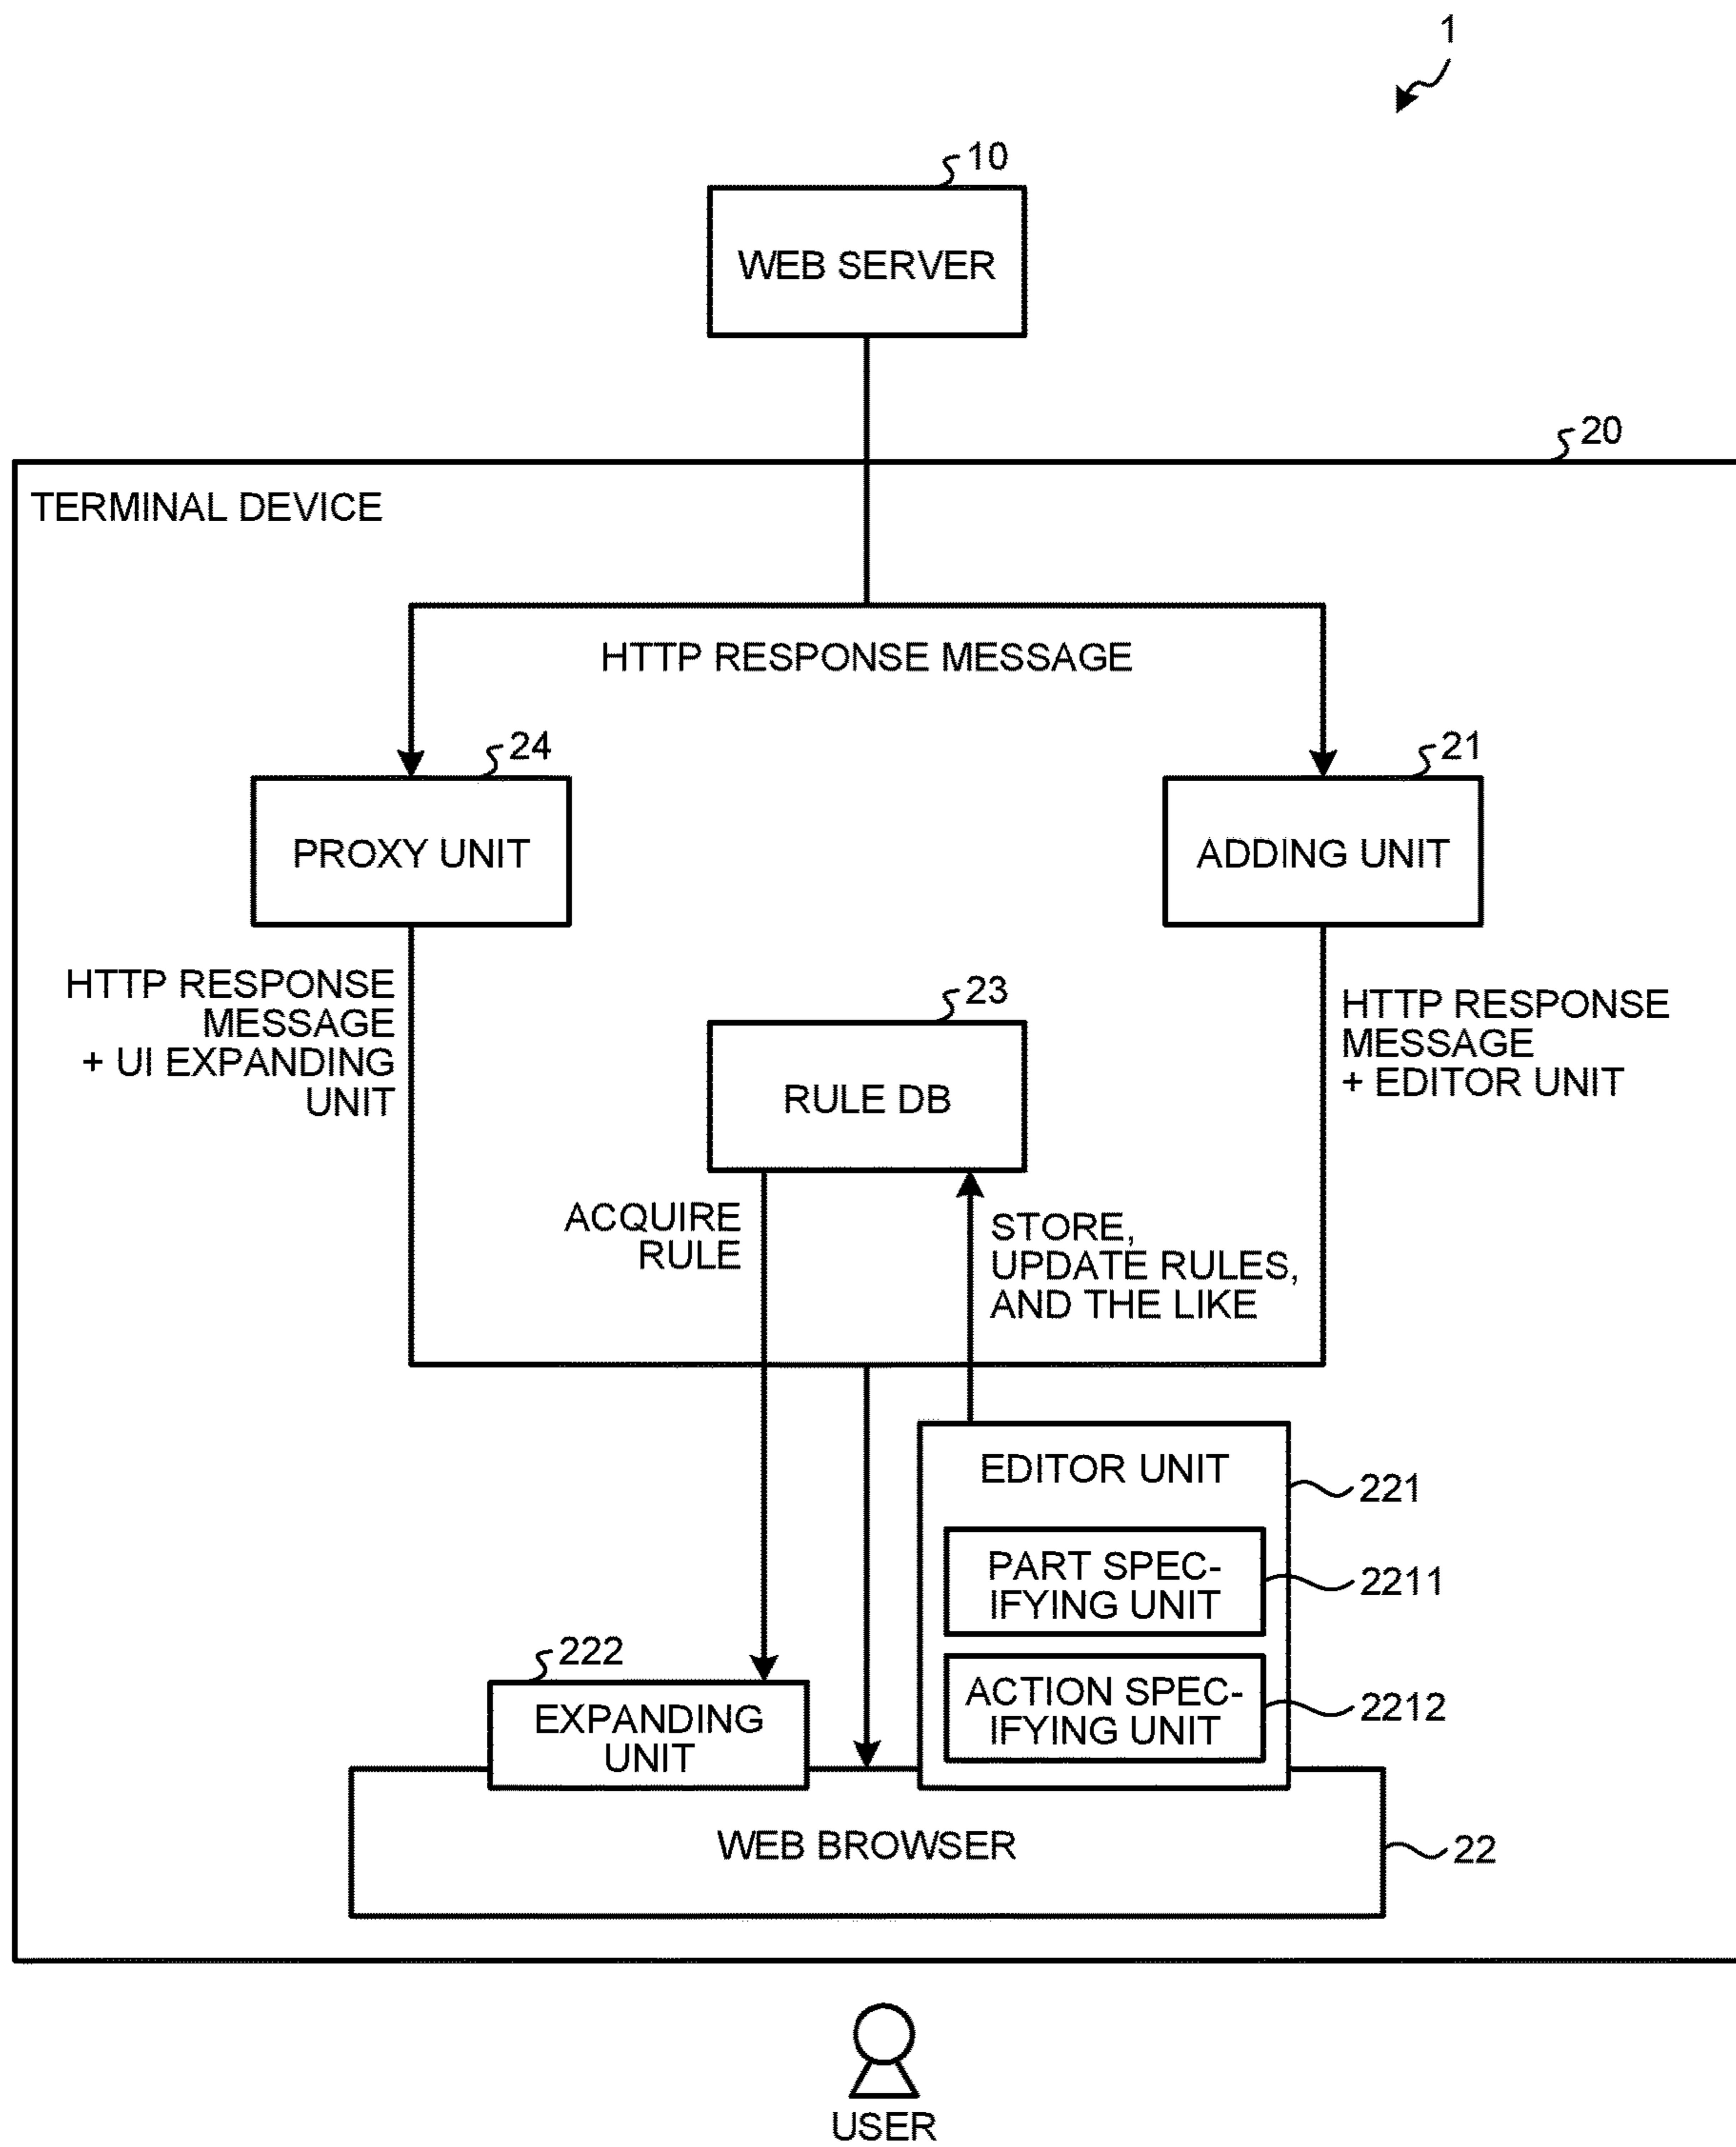 1
10
WEB SERVER
20
TERMINAL DEVICE
HTTP RESPONSE MESSAGE
24
21
PROXY UNIT
ADDING UNIT
HTTP RESPONSE
MESSAGE
+ UI EXPANDING
UNIT
23
RULE DB
HTTP RESPONSE
MESSAGE
+ EDITOR UNIT
ACQUIRE
RULE
STORE,
UPDATE RULES,
AND THE LIKE
EDITOR UNIT
221
PART SPEC-
IFYING UNIT
2211
ACTION SPEC-
IFYING UNIT
2212
222
EXPANDING
UNIT
WEB BROWSER
22
USER